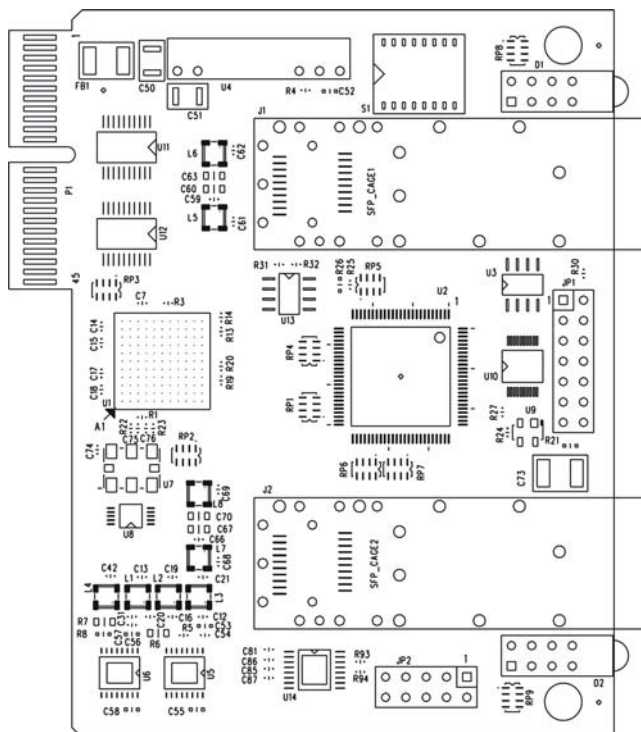 1
FB1
C50
U4
C51
R4
C52
S1
RP8
D1
J1
U11
L6
C62
C63
C60
C59
SFP_CAGE1
P1
U12
L5
C61
45
RP3
R31
R32
R26
R25
RP5
U3
R30
JP1
C7
R3
U13
U2
1
1
C14
R14
C15
R13
RP4
C17
R20
U10
C18
R19
U1
RP1
A1
R1
R27
U9
R22
R23
R24
R21
C74
C75
C76
RP2
U7
RP6
RP7
C73
C69
J2
L8
C70
U8
C67
C66
L7
C68
SFP_CAGE2
C42
C13
C19
C21
L4
L1
L2
L3
R7
C31
C20
C16
C12
R8
C57
C56
R6
R5
C53
C54
C81
R93
C86
JP2
1
C85
U6
U5
C87
R94
U14
D2
RP9
C58
C55